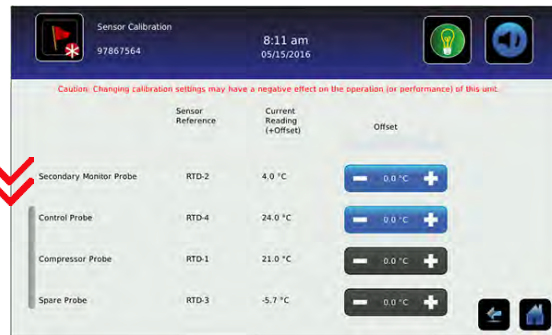 Sensor Calibration
97867564
8:11 am
05/15/2016
Caution: Changing calibration settings may have a negative effect on the operation (or performance) of this unit.
Sensor Reference
Current Reading (+Offset)
Offset
Secondary Monitor Probe RTD-2 4.0 °C 0.0 °C
Control Probe RTD-4 24.0 °C 0.0 °C
Compressor Probe RTD-1 21.0 °C 0.0 °C
Spare Probe RTD-3 -5.7 °C 0.0 °C